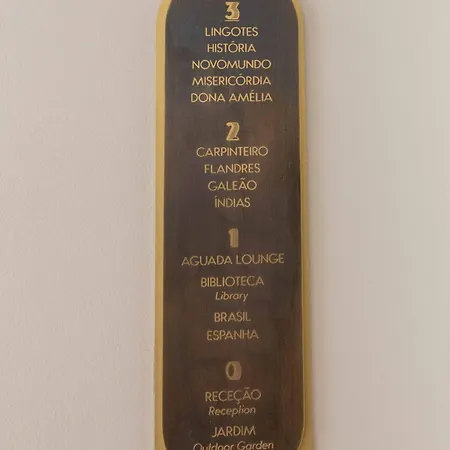 3
LINGOTES
HISTÓRIA
NOVOMUNDO
MISERICÓRDIA
DONA AMÉLIA
2
CARPINTEIRO
FLANDRES
GALEÃO
ÍNDIAS
1
AGUADA LOUNGE
BIBLIOTECA
Library
BRASIL
ESPANHA
0
RECEÇÃO
Reception
JARDIM
Outdoor Garden